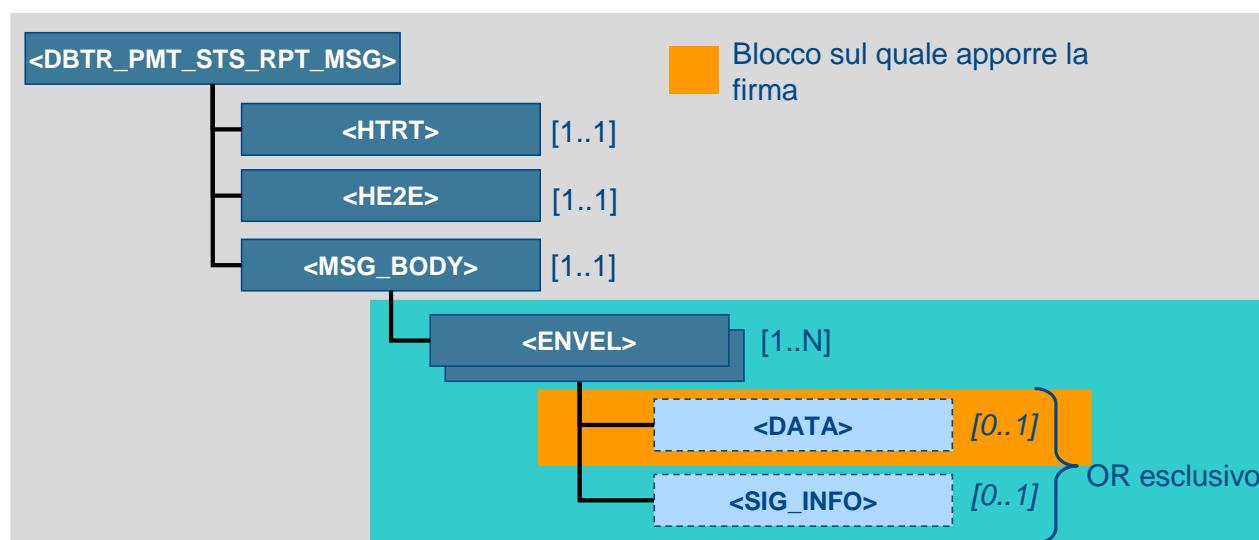 <DBTR_PMT_STS_RPT_MSG>
Blocco sul quale apporre la
firma
<HTRT> [1..1]
<HE2E> [1..1]
<MSG_BODY> [1..1]
<ENVEL> [1..N]
<DATA> [0..1]
OR esclusivo
<SIG_INFO> [0..1]